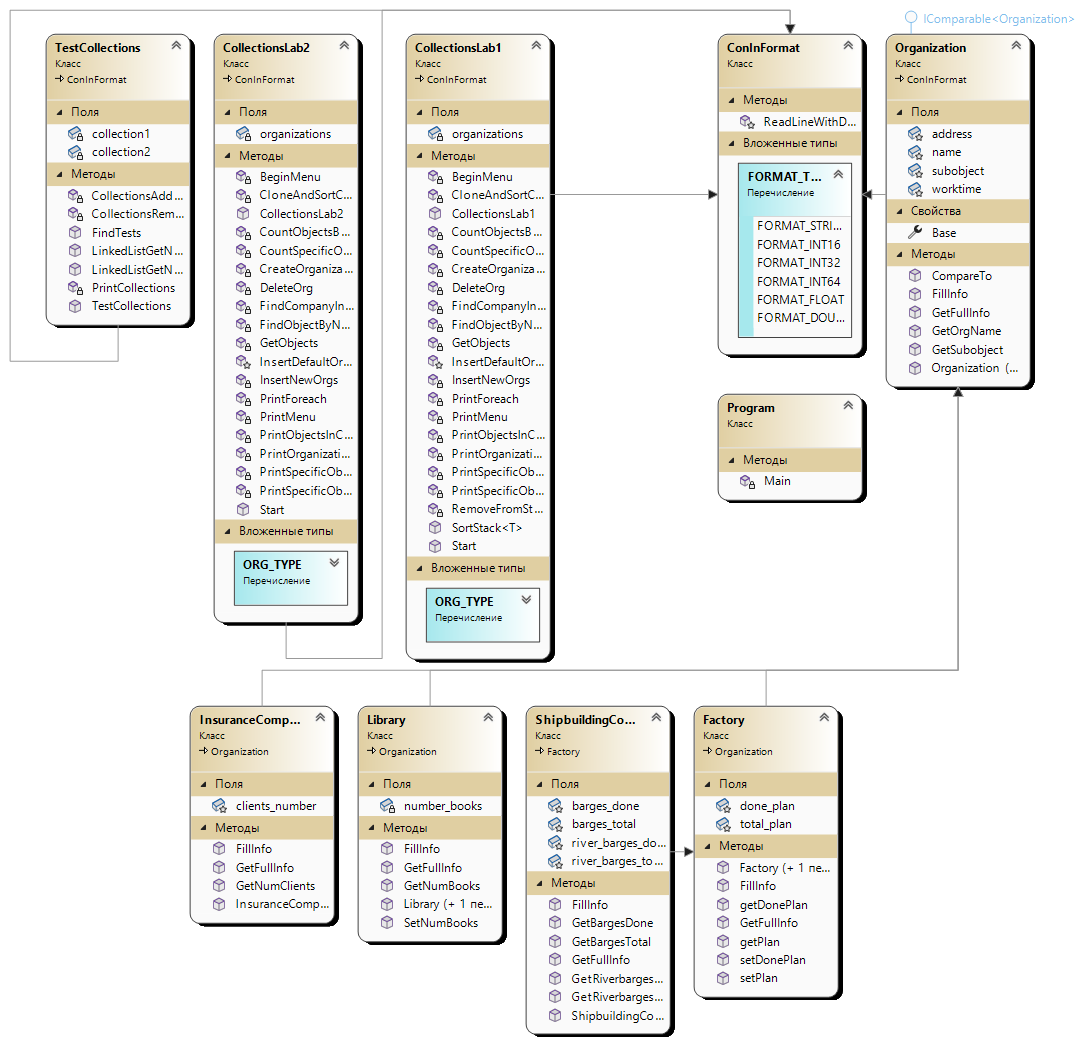 IComparable<Organization>
TestCollections
Класс
ConInFormat
Поля
collection1
collection2
Методы
CollectionsAdd...
CollectionsRem...
FindTests
LinkedListGetN...
LinkedListGetN...
PrintCollections
TestCollections
CollectionsLab2
Класс
ConInFormat
Поля
organizations
Методы
BeginMenu
CloneAndSortC...
CollectionsLab2
CountObjectsB...
CountSpecificO...
CreateOrganiza...
DeleteOrg
FindCompanyIn...
FindObjectByN...
GetObjects
InsertDefaultOr...
InsertNewOrgs
PrintForeach
PrintMenu
PrintObjectsInC...
PrintOrganizati...
PrintSpecificOb...
PrintSpecificOb...
Start
Вложенные типы
ORG_TYPE
Перечисление
CollectionsLab1
Класс
ConInFormat
Поля
organizations
Методы
BeginMenu
CloneAndSortC...
CollectionsLab1
CountObjectsB...
CountSpecificO...
CreateOrganiza...
DeleteOrg
FindCompanyIn...
FindObjectByN...
GetObjects
InsertDefaultOr...
InsertNewOrgs
PrintForeach
PrintMenu
PrintObjectsInC...
PrintOrganizati...
PrintSpecificOb...
PrintSpecificOb...
RemoveFromSt...
SortStack<T>
Start
Вложенные типы
ORG_TYPE
Перечисление
ConInFormat
Класс
Методы
ReadLineWithD...
Вложенные типы
FORMAT_T...
Перечисление
FORMAT_STRI...
FORMAT_INT16
FORMAT_INT32
FORMAT_INT64
FORMAT_FLOAT
FORMAT_DOU...
Organization
Класс
ConInFormat
Поля
address
name
subobject
worktime
Свойства
Base
Методы
CompareTo
FillInfo
GetFullInfo
GetOrgName
GetSubobject
Organization (...
Program
Класс
Методы
Main
InsuranceComp...
Класс
Organization
Поля
clients_number
Методы
FillInfo
GetFullInfo
GetNumClients
InsuranceComp...
Library
Класс
Organization
Поля
number_books
Методы
FillInfo
GetFullInfo
GetNumBooks
Library (+ 1 пе...
SetNumBooks
ShipbuildingCo...
Класс
Factory
Поля
barges_done
barges_total
river_barges_do...
river_barges_to...
Методы
FillInfo
GetBargesDone
GetBargesTotal
GetFullInfo
GetRiverbarges...
GetRiverbarges...
ShipbuildingCo...
Factory
Класс
Organization
Поля
done_plan
total_plan
Методы
Factory (+ 1 пе...
FillInfo
getDonePlan
GetFullInfo
getPlan
setDonePlan
setPlan